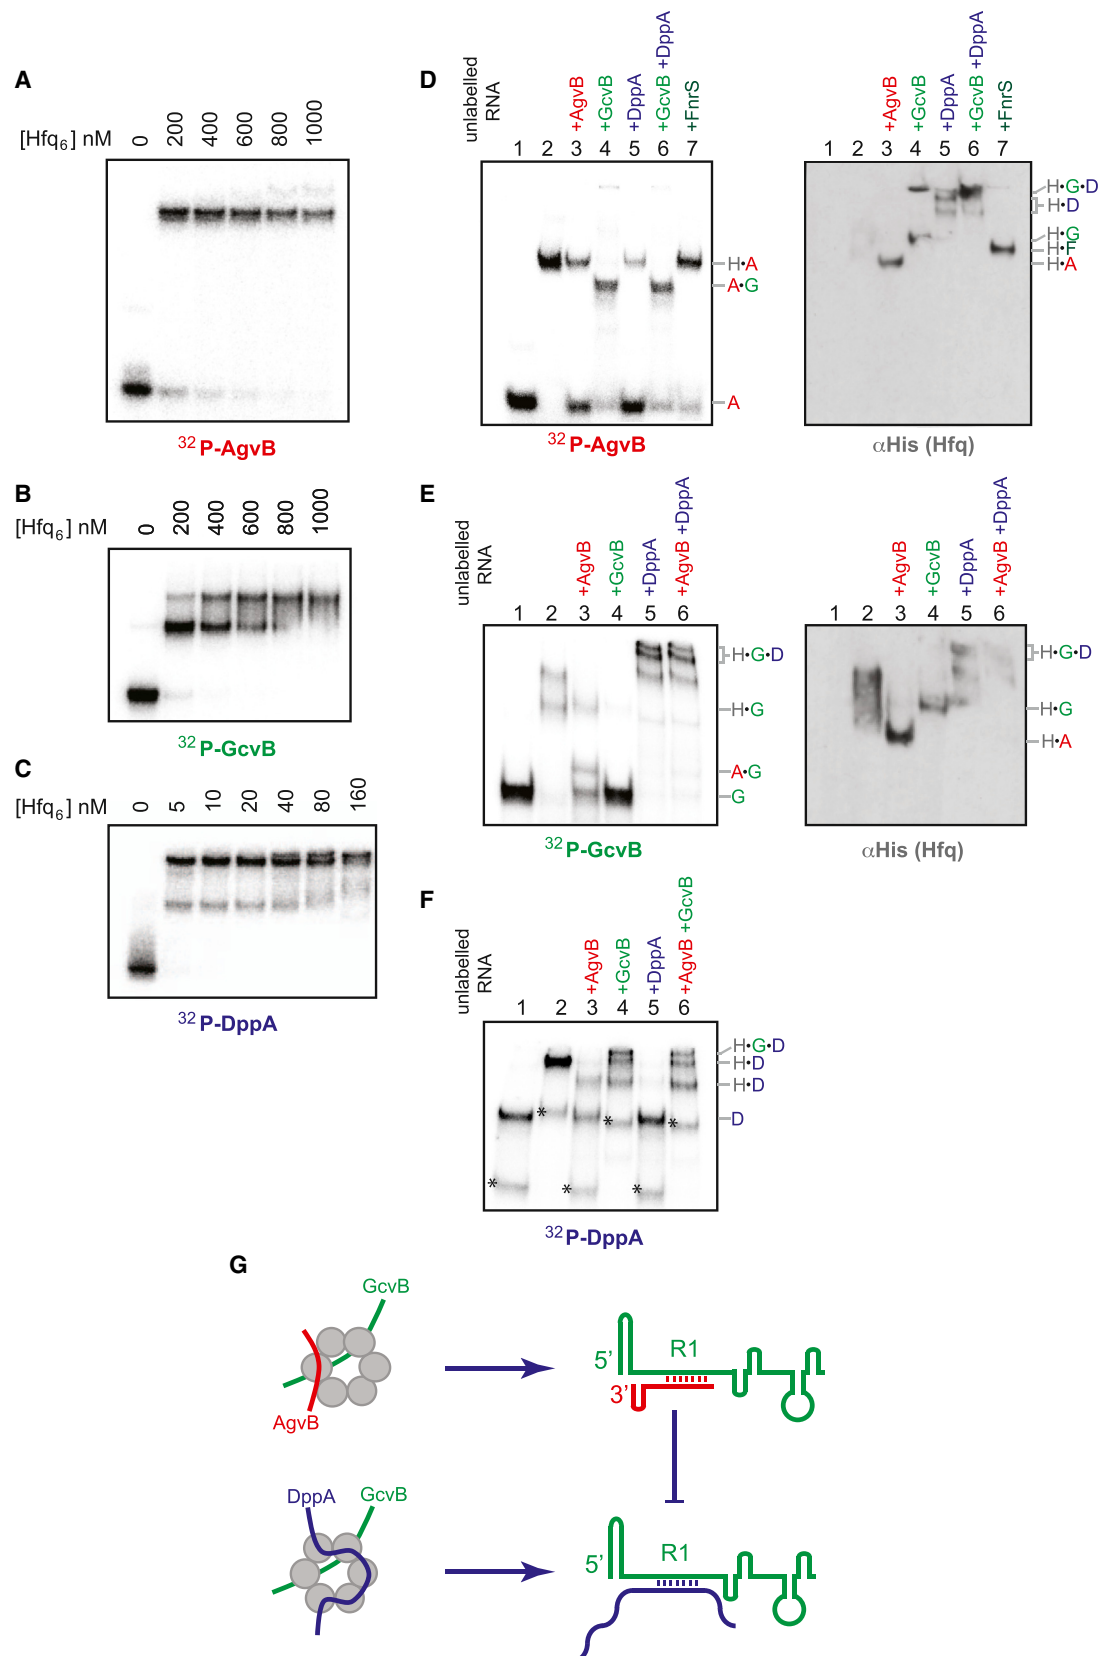 A
[Hfq6] nM
0
200
400
600
800
1000
32P-AgvB
B
[Hfq6] nM
0
200
400
600
800
1000
32P-GcvB
C
[Hfq6] nM
0
5
10
20
40
80
160
32P-DppA
D
unlabelled
RNA
+AgvB
+GcvB
+DppA
+GcvB +DppA
+FnrS
1 2 3 4 5 6 7
H•A
A•G
A
32P-AgvB
+AgvB
+GcvB
+DppA
+GcvB +DppA
+FnrS
1 2 3 4 5 6 7
H•G•D
H•D
H•G
H•F
H•A
αHis (Hfq)
E
unlabelled
RNA
+AgvB
+GcvB
+DppA
+AgvB +DppA
1 2 3 4 5 6
H•G•D
H•G
A•G
G
32P-GcvB
+AgvB
+GcvB
+DppA
+AgvB +DppA
1 2 3 4 5 6
H•G•D
H•G
H•A
αHis (Hfq)
F
unlabelled
RNA
+AgvB
+GcvB
+DppA
+AgvB +GcvB
1 2 3 4 5 6
H•G•D
H•D
H•D
D
* * *
*
* * *
32P-DppA
G
GcvB
AgvB
5’
R1
3’
DppA
GcvB
5’
R1